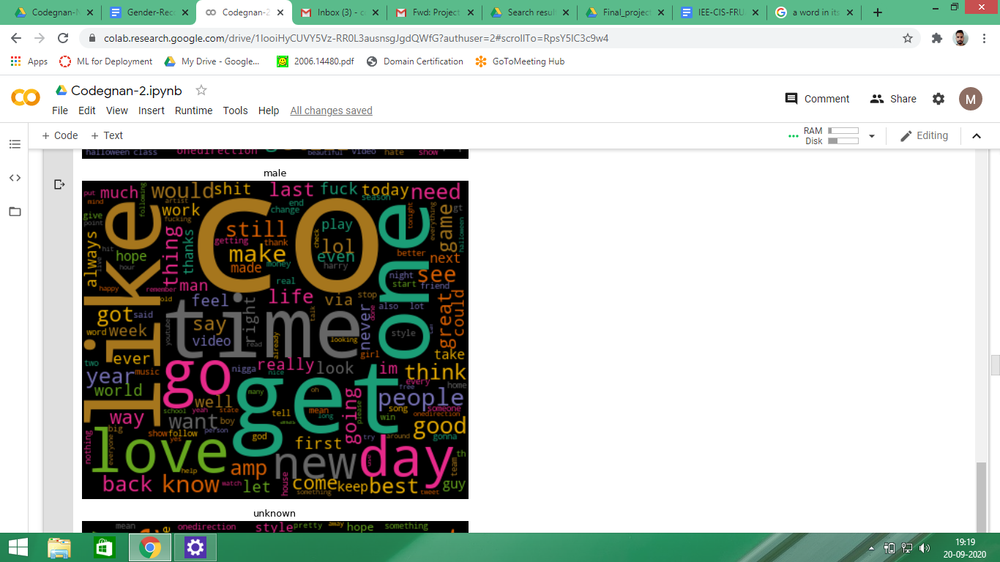 Codegnan-N
Gender-Reco
Codegnan-2
Inbox (3) - c
Fwd: Project
Search result
Final_project
IEE-CIS-FRU
a word in its
colab.research.google.com/drive/1IooiHyCUVY5Vz-RR0L3ausnsgJgdQWfG?authuser=2#scrollTo=RpsY5IC3c9w4
Apps
ML for Deployment
My Drive - Google...
2006.14480.pdf
Domain Certification
GoToMeeting Hub
Codegnan-2.ipynb
Comment
Share
M
File Edit View Insert Runtime Tools Help All changes saved
+ Code + Text
RAM
Disk
Editing
halloween class onedirection beautiful video hate show
male
put much would shit last fuck today need
mind following artist end season
give work fucking change tonight everything gt
point like co still play one game halloween
always hit hope thing thanks getting thank check lol
live make even better next
hour made money harry
happy remember man real night see
old feel life via stop start friend
got said time right talk never done also lot great could
word week say
youtube video read already looking style
two ever girl take
year music go nigga really look im think
world nice get every home
many oh going people free
way well tell mean song someone
school yeah state long please win onedirection
want boy good
big show follow person god first try around gonna
nothing everyone love yes new day use th
help amp team
back know watch let house come keep best guy
something tweet
unknown
mean onedirection style pretty away hope something
19:19
20-09-2020